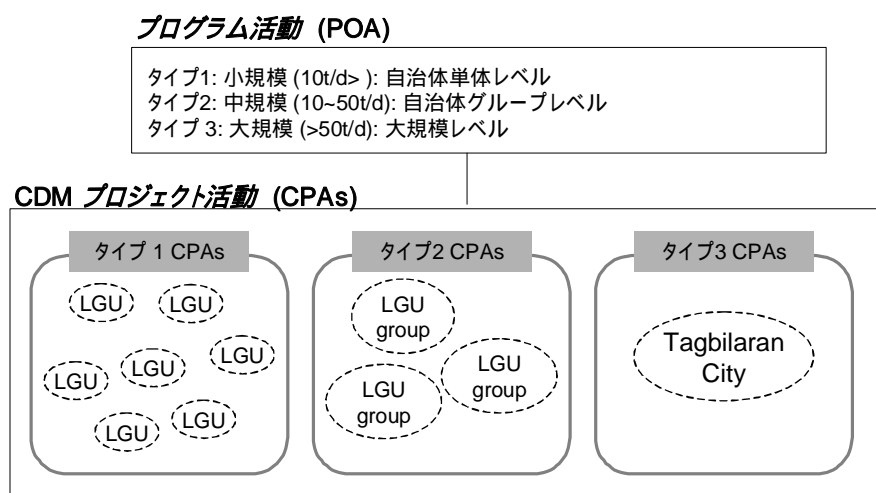 プログラム活動 (POA)
タイプ1: 小規模 (10t/d> ): 自治体単体レベル
タイプ2: 中規模 (10~50t/d): 自治体グループレベル
タイプ 3: 大規模 (>50t/d): 大規模レベル
CDM プロジェクト活動 (CPAs)
タイプ 1 CPAs
LGU
LGU
LGU
LGU
LGU
LGU
LGU
タイプ2 CPAs
LGU
group
LGU
group
LGU
group
タイプ3 CPAs
Tagbilaran
City